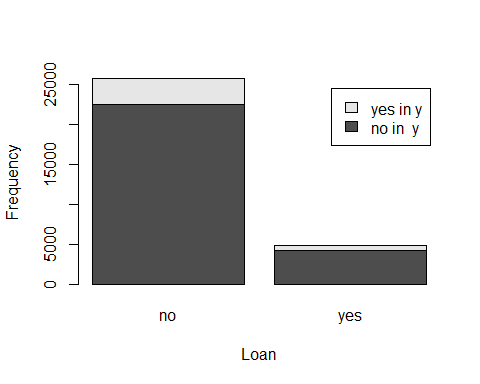 Frequency
25000
15000
5000
0
yes in y
no in  y
no
yes
Loan